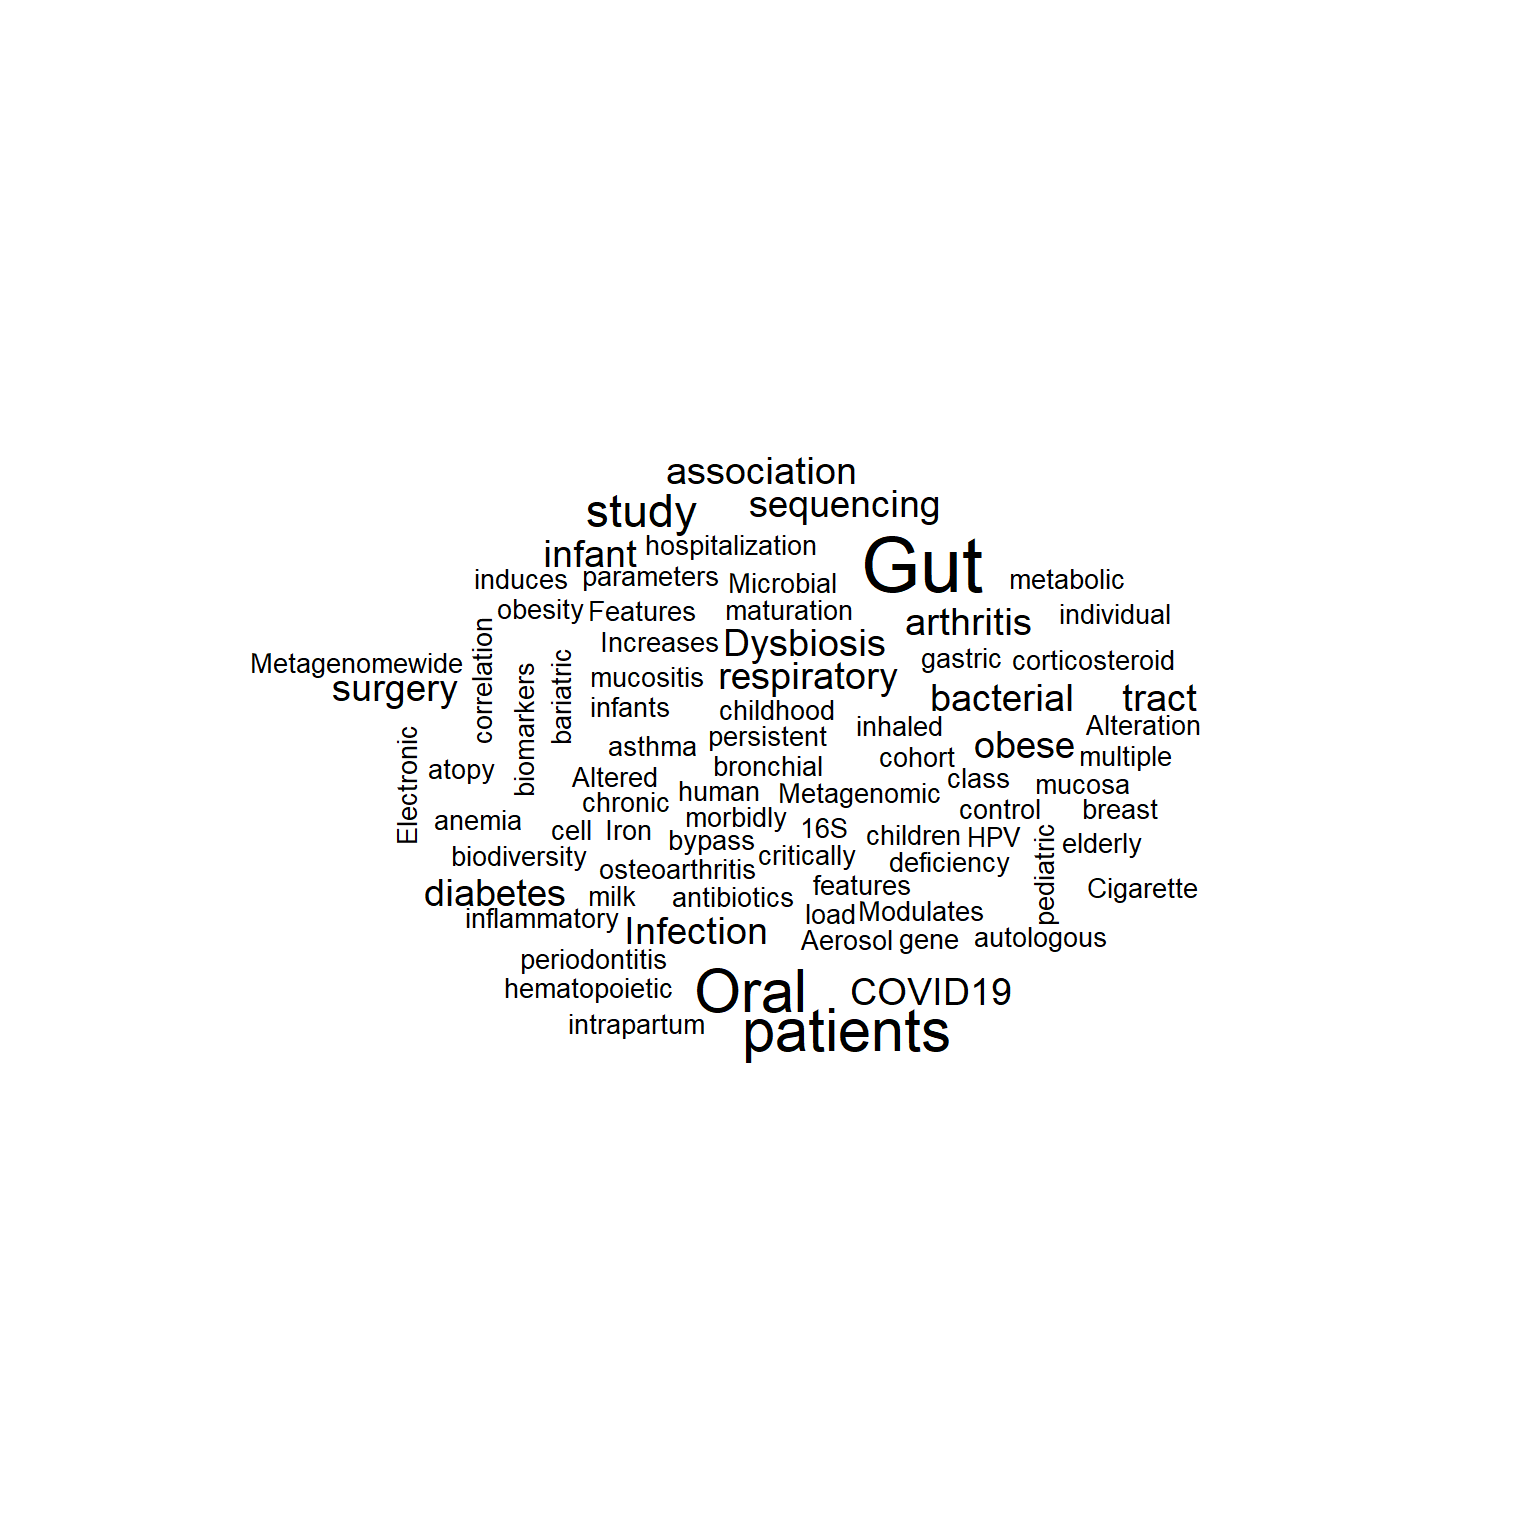 association
study
sequencing
infant
hospitalization
Gut
induces
parameters
Microbial
metabolic
obesity
Features
maturation
arthritis
individual
Increases
Dysbiosis
gastric
corticosteroid
Metagenomewide
surgery
correlation
biomarkers
bariatric
mucositis
respiratory
bacterial
tract
infants
childhood
inhaled
Alteration
asthma
persistent
cohort
obese
multiple
Electronic
atopy
Altered
bronchial
class
mucosa
chronic
human
Metagenomic
control
breast
anemia
cell
Iron
morbidly
bypass
16S
children
HPV
pediatric
elderly
biodiversity
osteoarthritis
critically
deficiency
diabetes
milk
antibiotics
features
Cigarette
inflammatory
Infection
load
Modulates
Aerosol
gene
autologous
periodontitis
hematopoietic
Oral
COVID19
intrapartum
patients